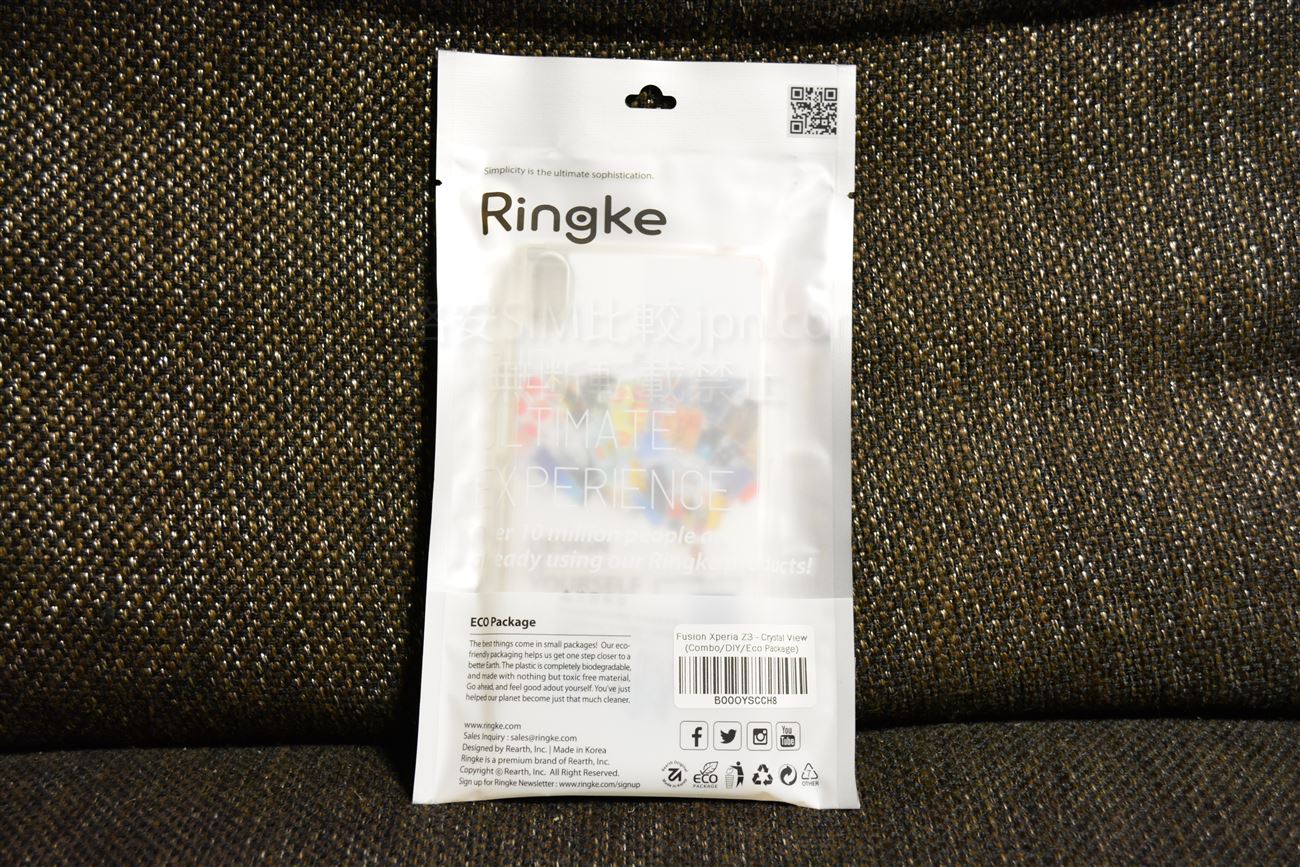 Simplicity is the ultimate sophistication.
Ringke
安SIM比較.jpn.co
無断転載禁止
ULTIMATE
EXPERIENCE
er 10 million people a
eady using our Ringke products!
YOURSELF
ECO Package
The best things come in small packages! Our eco-
friendly packaging helps us get one step closer to a
better Earth. The plastic is completely biodegradable,
and made with nothing but toxic free material,
Go ahead, and feel good adout yourself. You've just
helped our planet become just that much cleaner.
Fusion Xperia Z3 - Crystal View
(Combo/DIY/Eco Package)
B00OYSCCH8
www.ringke.com
Sales Inquiry : sales@ringke.com
Designed by Rearth, Inc. | Made in Korea
Ringke is a premium brand of Rearth, Inc.
Copyright © Rearth, Inc. All Right Reserved.
Sign up for Ringke Newsletter : www.ringke.com/signup
You
Tube
ECO
PACKAGE
OTHER